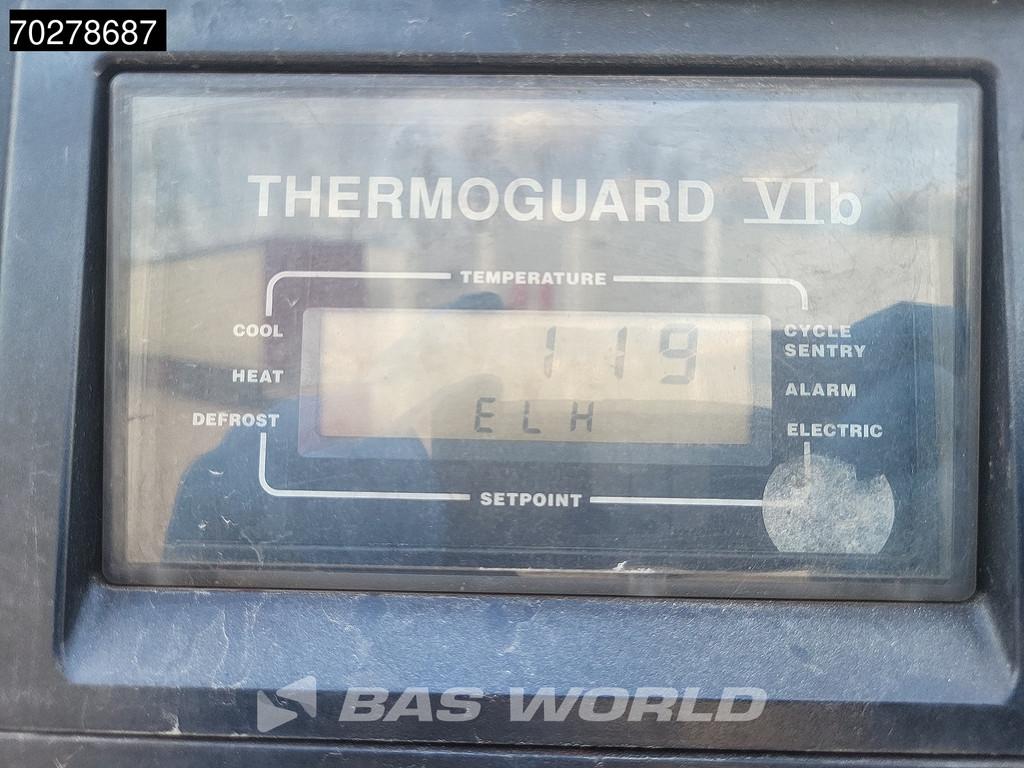 70278687
THERMOGUARD VIb
TEMPERATURE
COOL
CYCLE
SENTRY
119
HEAT
ALARM
ELH
DEFROST
ELECTRIC
SETPOINT
BAS WORLD